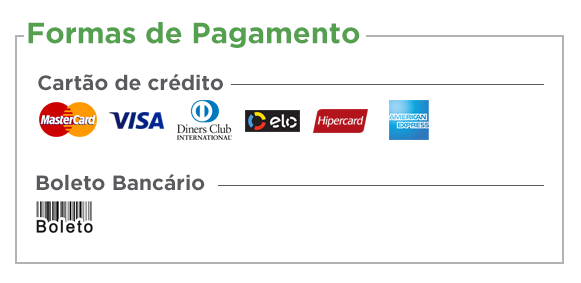 Formas de Pagamento
Cartão de crédito
MasterCard VISA Diners Club INTERNATIONAL elo Hipercard AMERICAN EXPRESS
Boleto Bancário
Boleto